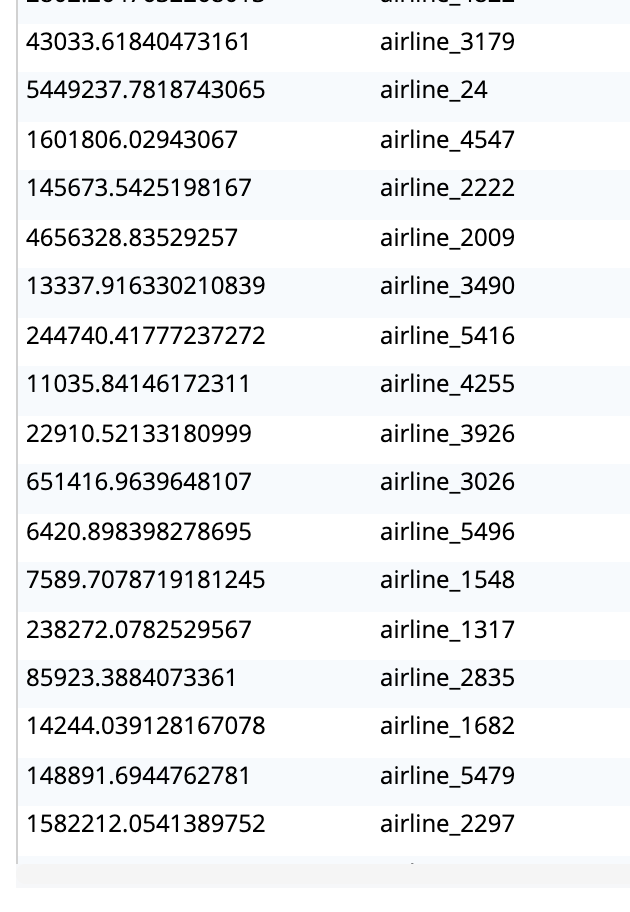 43033.61840473161 airline_3179
5449237.7818743065 airline_24
1601806.02943067 airline_4547
145673.5425198167 airline_2222
4656328.83529257 airline_2009
13337.916330210839 airline_3490
244740.41777237272 airline_5416
11035.84146172311 airline_4255
22910.52133180999 airline_3926
651416.9639648107 airline_3026
6420.898398278695 airline_5496
7589.7078719181245 airline_1548
238272.0782529567 airline_1317
85923.3884073361 airline_2835
14244.039128167078 airline_1682
148891.6944762781 airline_5479
1582212.0541389752 airline_2297